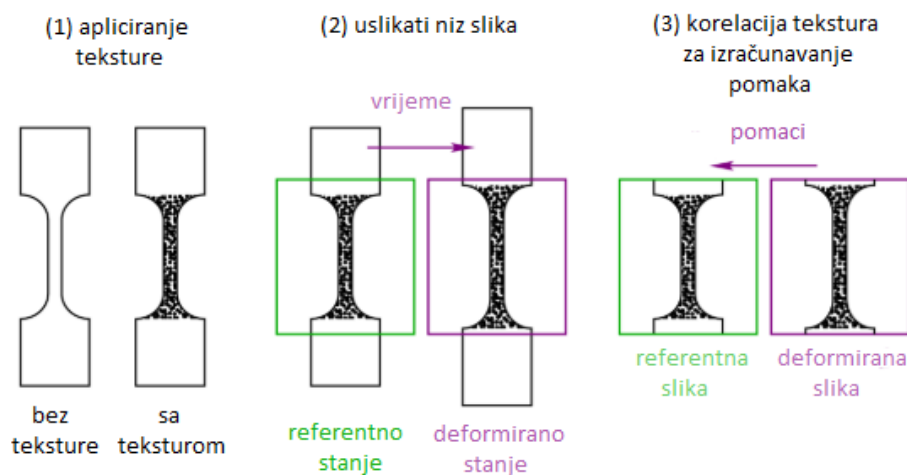 (1) apliciranje
teksture
(2) uslikati niz slika
(3) korelacija tekstura
za izračunavanje
pomaka
vrijeme
pomaci
bez
teksture
sa
teksturom
referentno
stanje
deformirano
stanje
referentna
slika
deformirana
slika